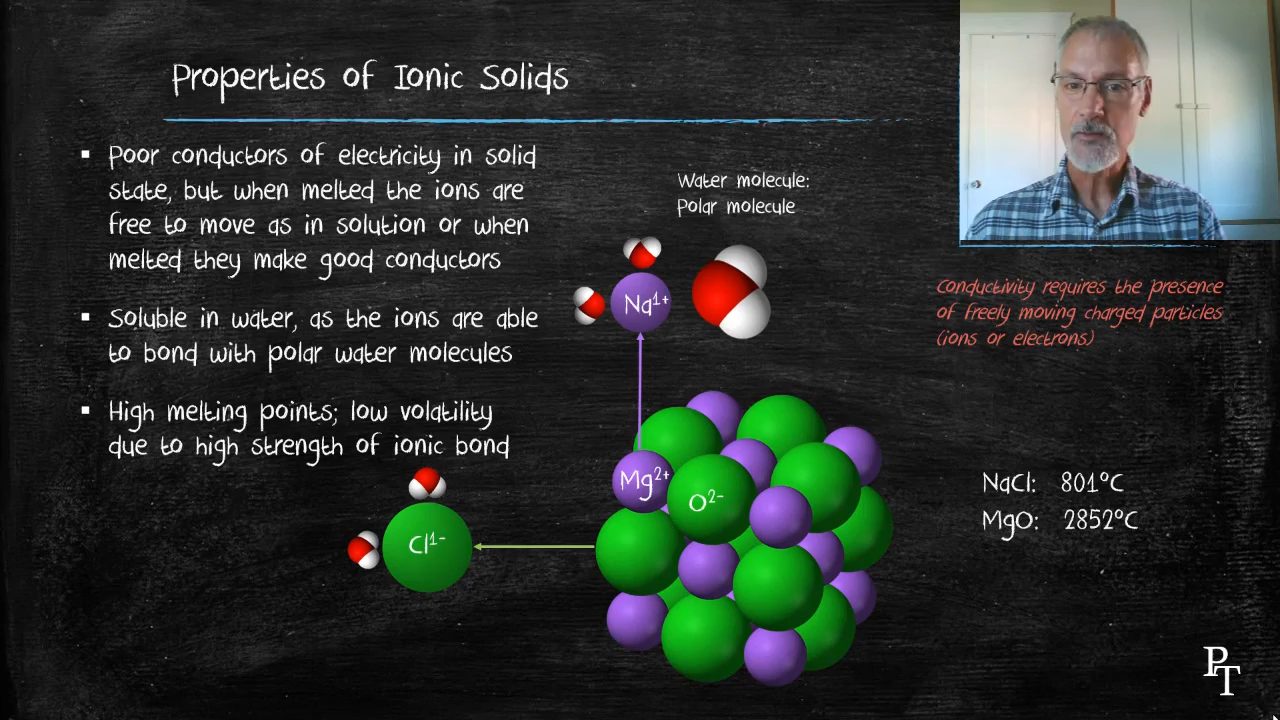 Properties of Ionic Solids
▪ Poor conductors of electricity in solid
state, but when melted the ions are
free to move as in solution or when
melted they make good conductors
▪ Soluble in water, as the ions are able
to bond with polar water molecules
▪ High melting points; low volatility
due to high strength of ionic bond
Water molecule:
Polar molecule
Na¹⁺
Conductivity requires the presence
of freely moving charged particles
(ions or electrons)
Mg²⁺
O²⁻
Cl¹⁻
NaCl: 801°C
MgO: 2852°C
PT